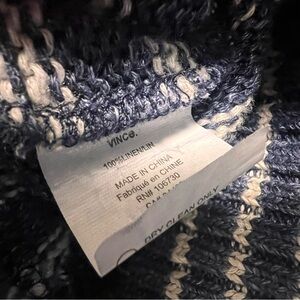 VINCE.
100% LINEN/LIN
MADE IN CHINA
Fabriqué en CHINE
RN# 106730
DRY CLEAN ONLY